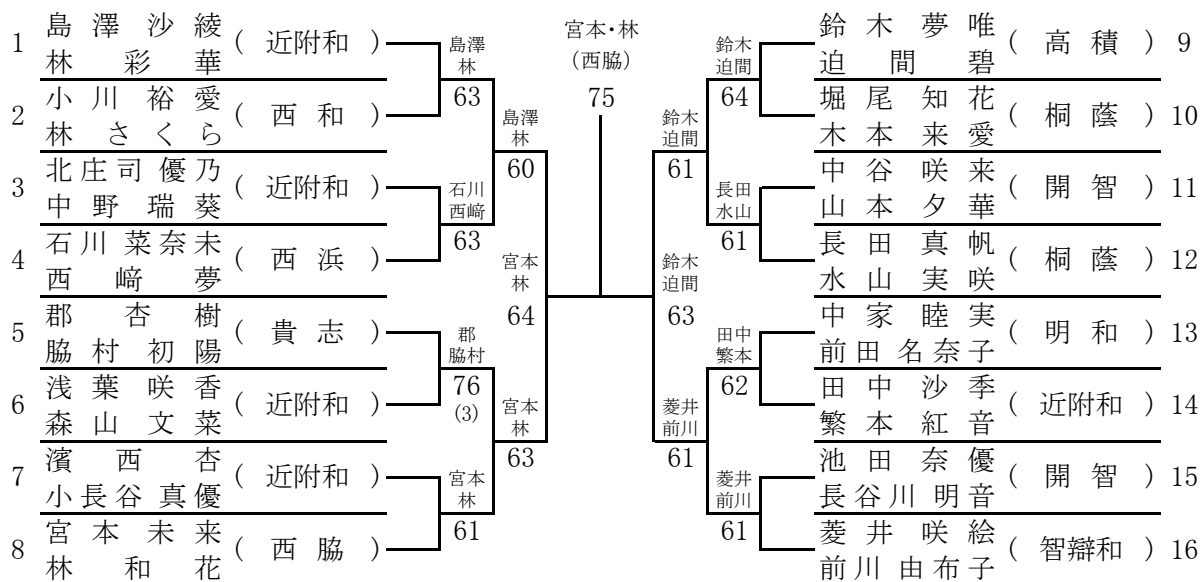 1 島澤沙綾 林彩華 (近附和)
2 小川裕愛 林さくら (西和)
3 北庄司優乃 中野瑞葵 (近附和)
4 石川菜奈未 西﨑夢 (西浜)
5 郡杏樹 脇村初陽 (貴志)
6 浅葉咲香 森山文菜 (近附和)
7 濱西杏 小長谷真優 (近附和)
8 宮本未来 林和花 (西脇)
島澤 林 63
石川 西﨑 63
郡 脇村 76 (3)
宮本 林 61
島澤 林 60
宮本 林 63
宮本 林 64
宮本・林
(西脇)
75
鈴木 迫間 63
鈴木 迫間 61
菱井 前川 61
鈴木 迫間 64
長田 水山 61
田中 繁本 62
菱井 前川 61
鈴木夢唯 迫間碧 (高積) 9
堀尾知花 木本来愛 (桐蔭) 10
中谷咲来 山本夕華 (開智) 11
長田真帆 水山実咲 (桐蔭) 12
中家睦実 前田名奈子 (明和) 13
田中沙季 繁本紅音 (近附和) 14
池田奈優 長谷川明音 (開智) 15
菱井咲絵 前川由布子 (智辯和) 16